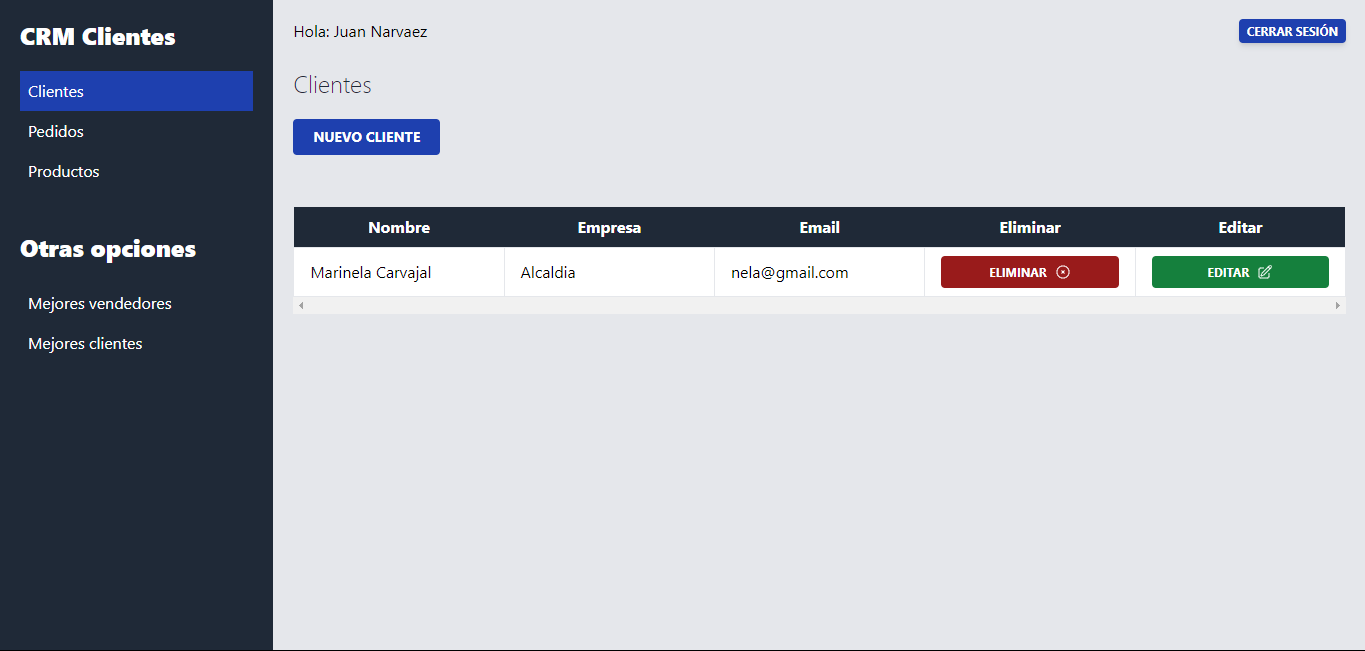 CRM Clientes
Clientes
Pedidos
Productos
Otras opciones
Mejores vendedores
Mejores clientes
Hola: Juan Narvaez
CERRAR SESIÓN
Clientes
NUEVO CLIENTE
Nombre Empresa Email Eliminar Editar
Marinela Carvajal Alcaldia nela@gmail.com ELIMINAR EDITAR